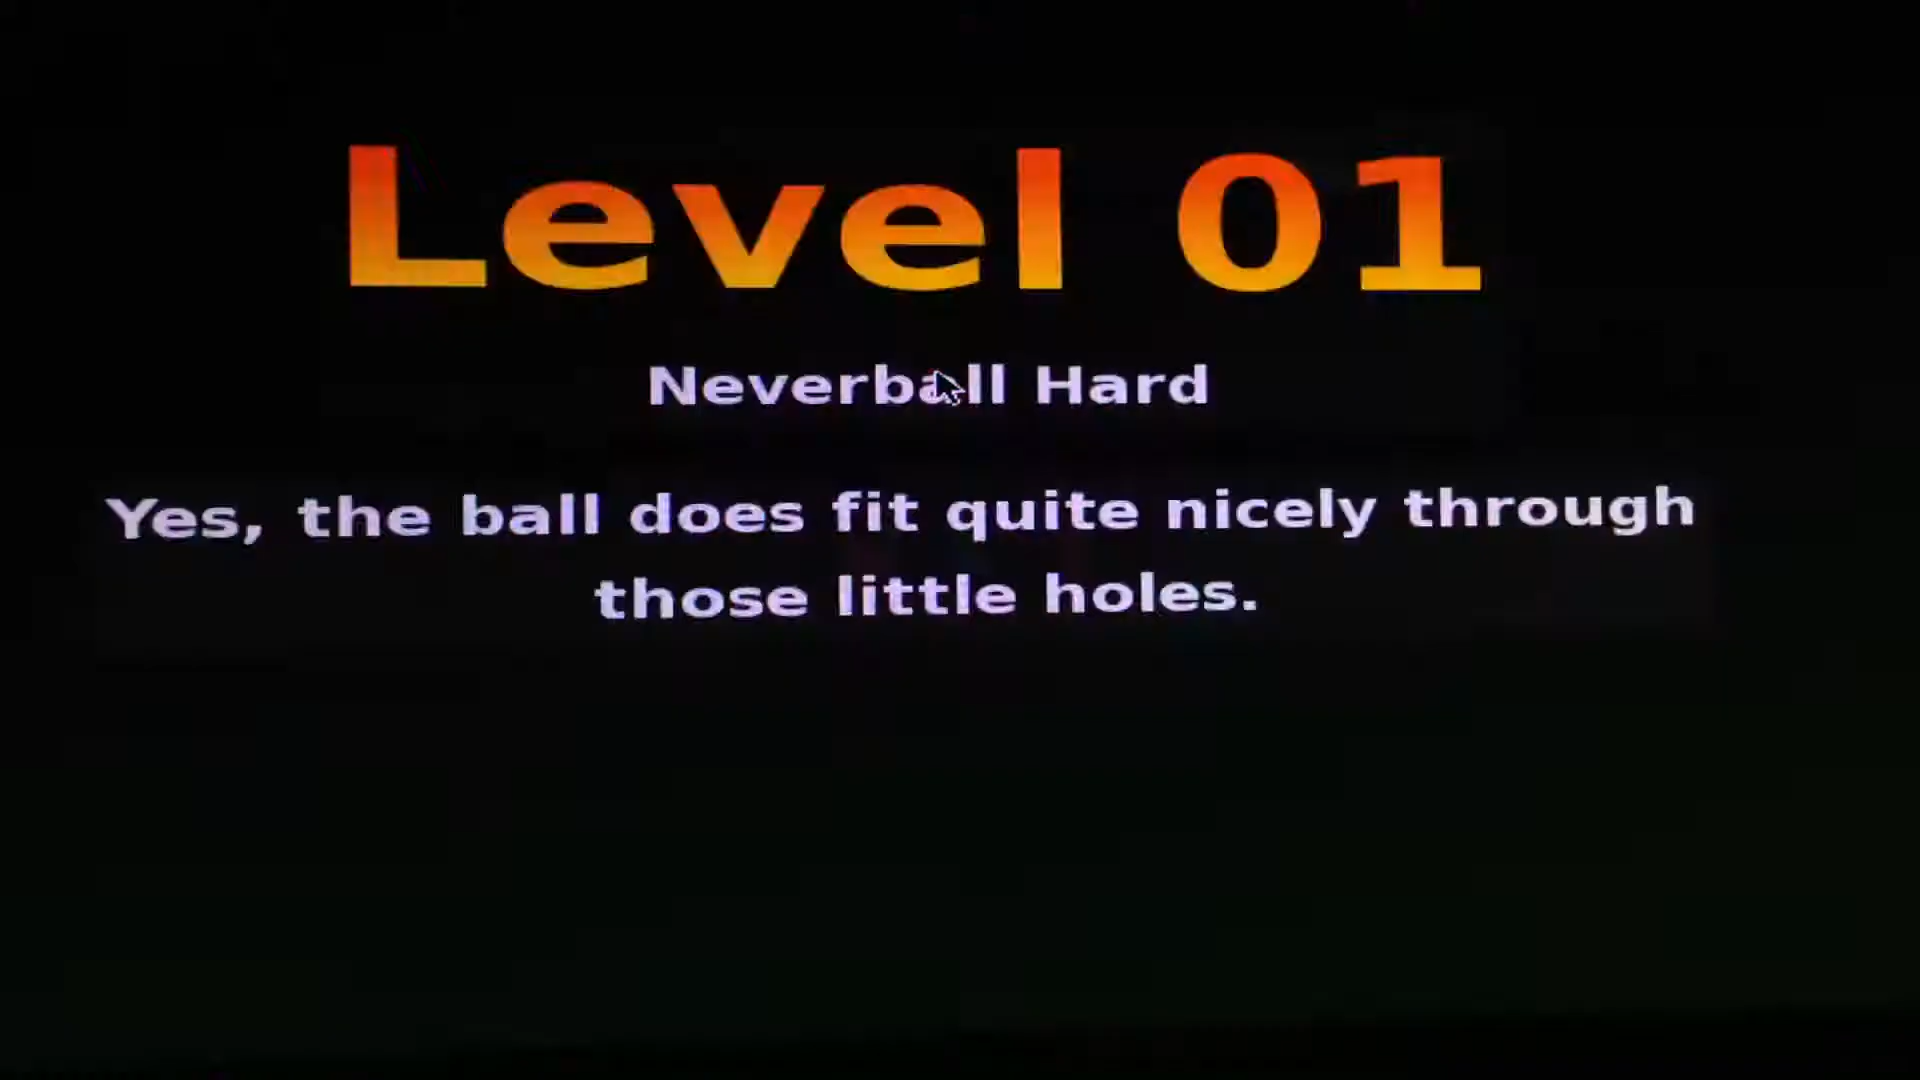 Level 01
Neverball Hard
Yes, the ball does fit quite nicely through
those little holes.